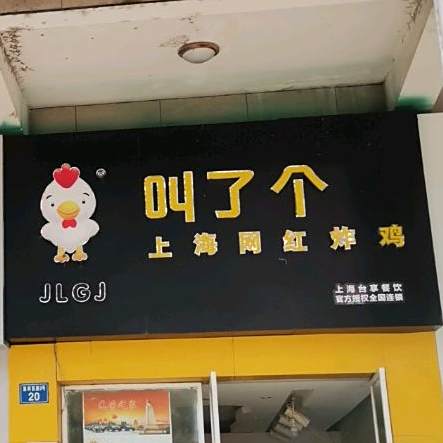 叫了个
上海网红炸鸡
JLGJ
上海台享餐饮
官方授权全国连锁
20